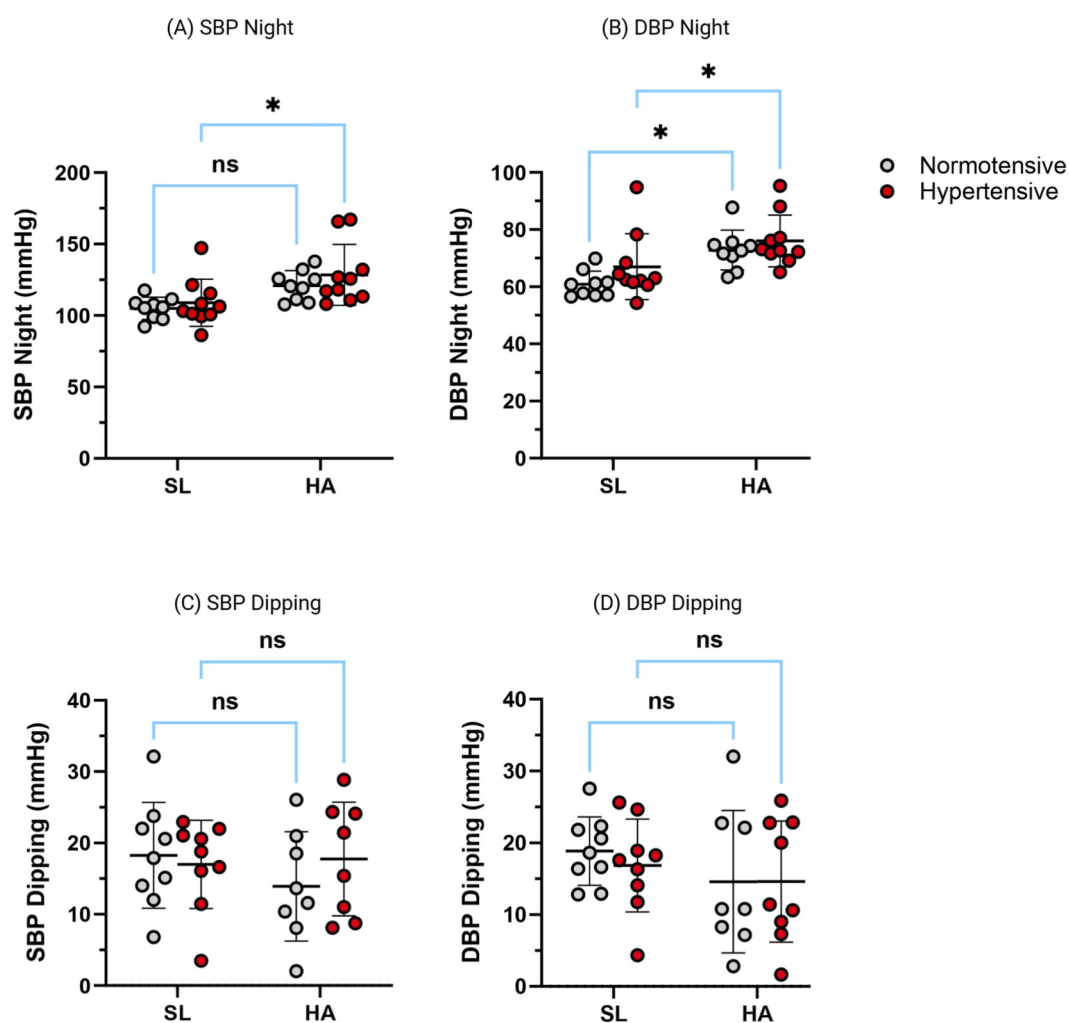 (A) SBP Night
(B) DBP Night
*
*
ns
*
Normotensive
Hypertensive
SBP Night (mmHg)
200
150
100
50
0
SL
HA
DBP Night (mmHg)
100
80
60
40
20
0
SL
HA
(C) SBP Dipping
(D) DBP Dipping
ns
ns
ns
ns
SBP Dipping (mmHg)
40
30
20
10
0
SL
HA
DBP Dipping (mmHg)
40
30
20
10
0
SL
HA